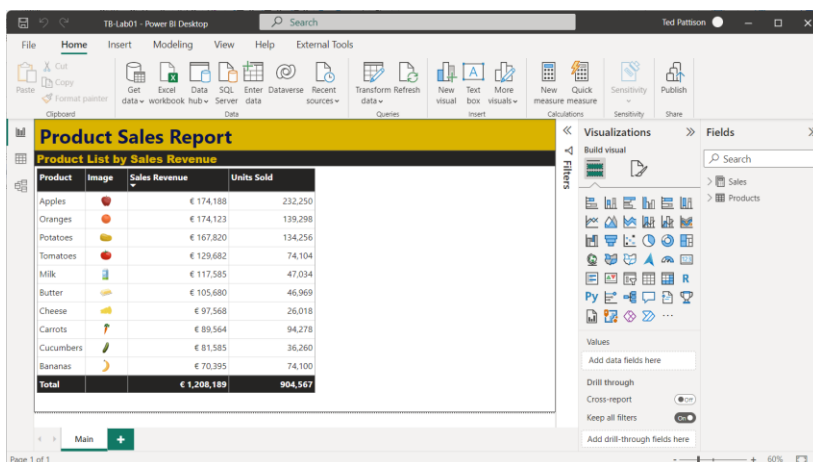 TB-Lab01 - Power BI Desktop
Search
Ted Pattison
File Home Insert Modeling View Help External Tools
Paste
Cut
Copy
Format painter
Clipboard
Get data
Excel workbook
Data hub
SQL Server
Enter data
Dataverse
Recent sources
Data
Transform data
Refresh
Queries
New visual
Text box
More visuals
Insert
New measure
Quick measure
Calculations
Sensitivity
Sensitivity
Publish
Share
Product Sales Report
Product List by Sales Revenue
Product Image Sales Revenue Units Sold
Apples € 174,188 232,250
Oranges € 174,123 139,298
Potatoes € 167,820 134,256
Tomatoes € 129,682 74,104
Milk € 117,585 47,034
Butter € 105,680 46,969
Cheese € 97,568 26,018
Carrots € 89,564 94,278
Cucumbers € 81,585 36,260
Bananas € 70,395 74,100
Total € 1,208,189 904,567
Filters
Visualizations
Build visual
R
Py
Values
Add data fields here
Drill through
Cross-report
Off
Keep all filters
On
Add drill-through fields here
Fields
Search
Sales
Products
Main
Page 1 of 1
60%